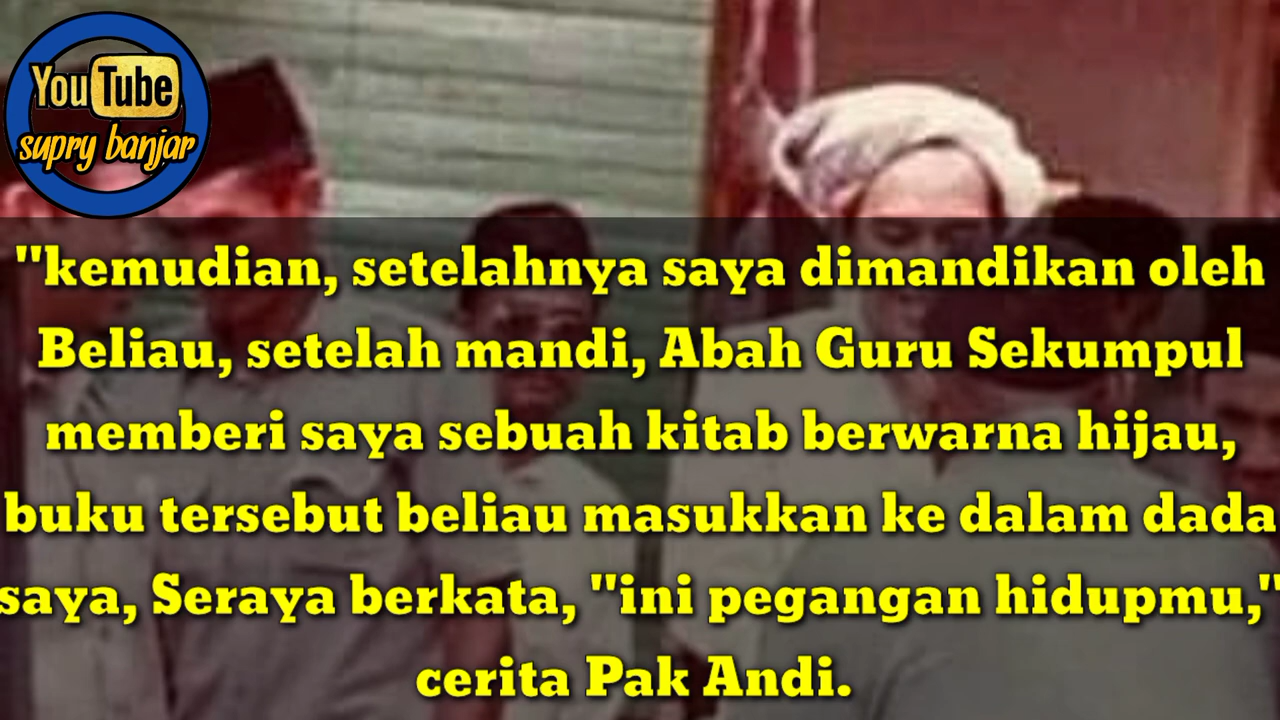 YouTube
supry banjar
"kemudian, setelahnya saya dimandikan oleh
Beliau, setelah mandi, Abah Guru Sekumpul
memberi saya sebuah kitab berwarna hijau,
buku tersebut beliau masukkan ke dalam dada
saya, Seraya berkata, "ini pegangan hidupmu,"
cerita Pak Andi.